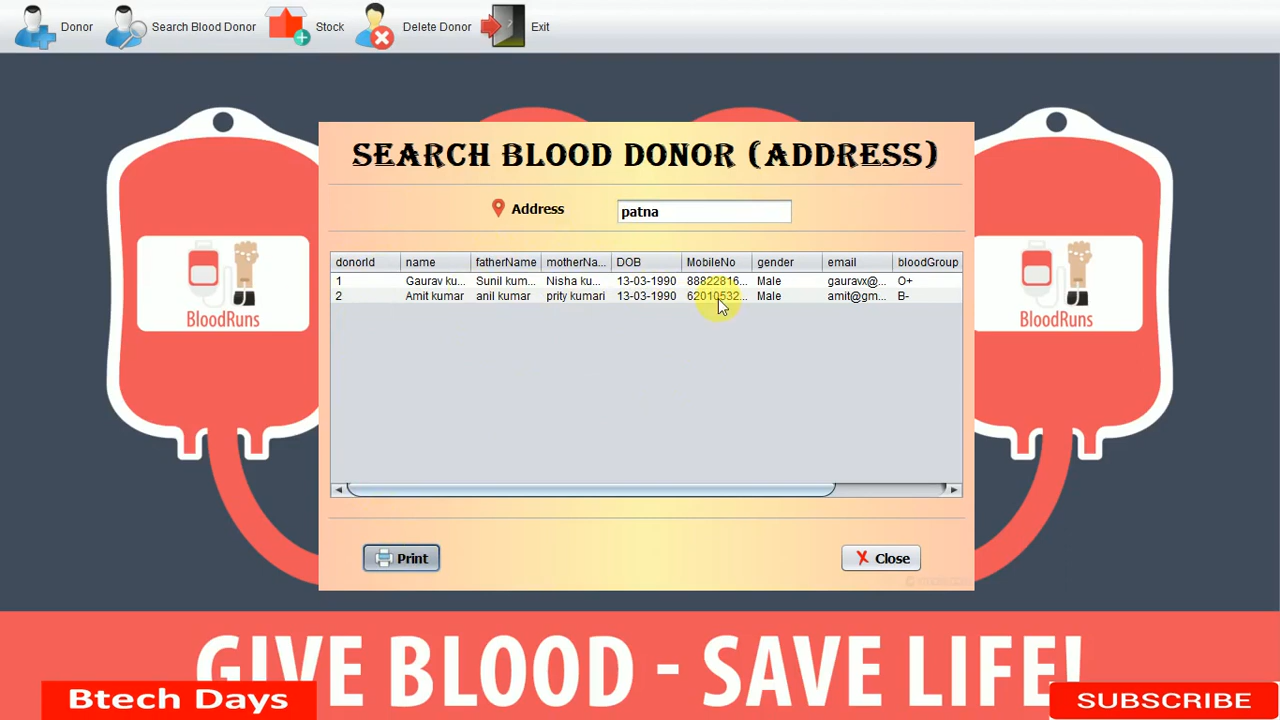 Donor Search Blood Donor Stock Delete Donor Exit
SEARCH BLOOD DONOR (ADDRESS)
Address patna
donorId name fatherName motherNa... DOB MobileNo gender email bloodGroup
1 Gaurav ku... Sunil kum... Nisha ku... 13-03-1990 88822816... Male gauravx@... O+
2 Amit kumar anil kumar prity kumari 13-03-1990 62010532... Male amit@gm... B-
BloodRuns
BloodRuns
Print X Close
GIVE BLOOD - SAVE LIFE!
Btech Days
SUBSCRIBE